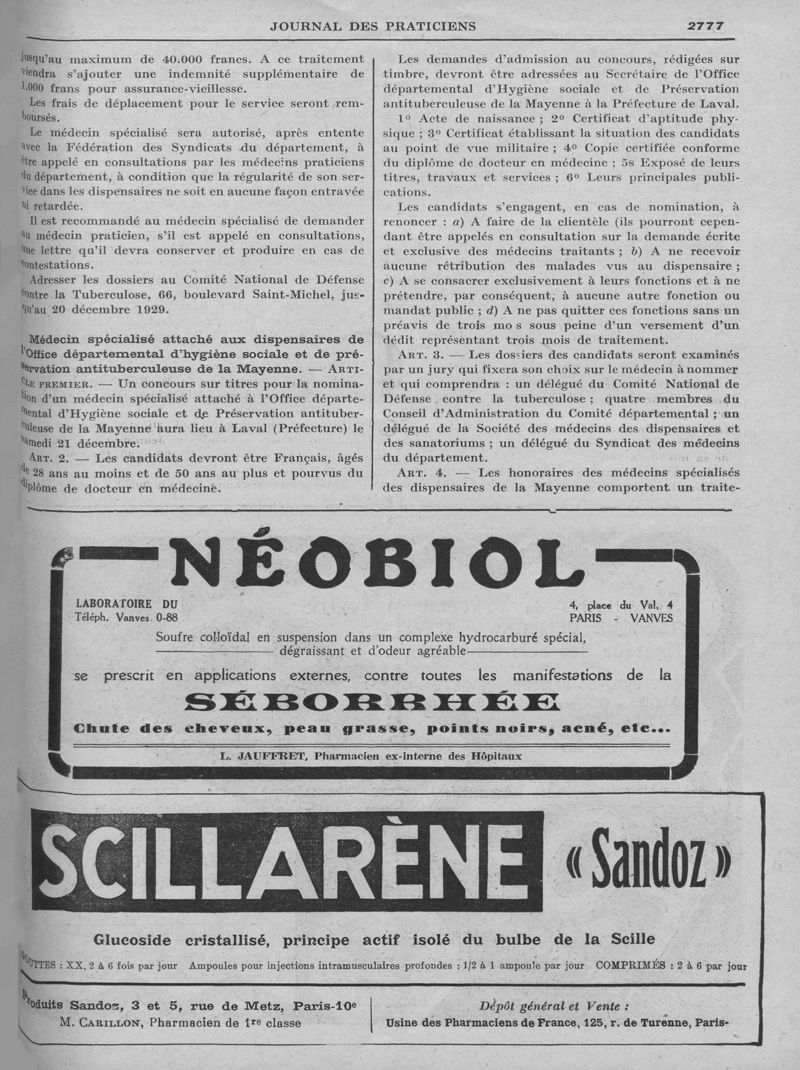 JOURNAL DES PRATICIENS 2777
jusqu'au maximum de 40.000 francs. A ce traitement
viendra s'ajouter une indemnité supplémentaire de
1.000 frans pour assurance-vieillesse.
Les frais de déplacement pour le service seront rem-
boursés.
Le médecin spécialisé sera autorisé, après entente
avec la Fédération des Syndicats du département, à
être appelé en consultations par les médecins praticiens
du département, à condition que la régularité de son ser-
vice dans les dispensaires ne soit en aucune façon entravée
ni retardée.
Il est recommandé au médecin spécialisé de demander
au médecin praticien, s'il est appelé en consultations,
une lettre qu'il devra conserver et produire en cas de
contestations.
Adresser les dossiers au Comité National de Défense
contre la Tuberculose, 66, boulevard Saint-Michel, jus-
qu'au 20 décembre 1929.
Médecin spécialisé attaché aux dispensaires de
l'Office départemental d'hygiène sociale et de pré-
servation antituberculeuse de la Mayenne. — ARTI-
CLE PREMIER. — Un concours sur titres pour la nomina-
tion d'un médecin spécialisé attaché à l'Office départe-
mental d'Hygiène sociale et de Préservation antituber-
culeuse de la Mayenne aura lieu à Laval (Préfecture) le
samedi 21 décembre.
ART. 2. — Les candidats devront être Français, âgés
de 28 ans au moins et de 50 ans au plus et pourvus du
diplôme de docteur en médecine.
Les demandes d'admission au concours, rédigées sur
timbre, devront être adressées au Secrétaire de l'Office
départemental d'Hygiène sociale et de Préservation
antituberculeuse de la Mayenne à la Préfecture de Laval.
1° Acte de naissance ; 2° Certificat d'aptitude phy-
sique ; 3° Certificat établissant la situation des candidats
au point de vue militaire ; 4° Copie certifiée conforme
du diplôme de docteur en médecine ; 5s Exposé de leurs
titres, travaux et services ; 6° Leurs principales publi-
cations.
Les candidats s'engagent, en cas de nomination, à
renoncer : a) A faire de la clientèle (ils pourront cepen-
dant être appelés en consultation sur la demande écrite
et exclusive des médecins traitants ; b) A ne recevoir
aucune rétribution des malades vus au dispensaire ;
c) A se consacrer exclusivement à leurs fonctions et à ne
prétendre, par conséquent, à aucune autre fonction ou
mandat public ; d) A ne pas quitter ces fonctions sans un
préavis de trois mo s sous peine d'un versement d'un
dédit représentant trois mois de traitement.
ART. 3. — Les dossiers des candidats seront examinés
par un jury qui fixera son choix sur le médecin à nommer
et qui comprendra : un délégué du Comité National de
Défense contre la tuberculose ; quatre membres du
Conseil d'Administration du Comité départemental ; un
délégué de la Société des médecins des dispensaires et
des sanatoriums ; un délégué du Syndicat des médecins
du département.
ART. 4. — Les honoraires des médecins spécialisés
des dispensaires de la Mayenne comportent un traite-
NÉOBIOL
LABORATOIRE DU 4, place du Val, 4
Téléph. Vanves 0-88 PARIS - VANVES
Soufre colloïdal en suspension dans un complexe hydrocarburé spécial,
dégraissant et d'odeur agréable
se prescrit en applications externes, contre toutes les manifestations de la
SÉBORRHÉE
Chute des cheveux, peau grasse, points noirs, acné, etc...
L. JAUFFRET, Pharmacien ex-interne des Hôpitaux
SCILLARÈNE « Sandoz »
Glucoside cristallisé, principe actif isolé du bulbe de la Scille
GOUTTES : XX, 2 à 6 fois par jour Ampoules pour injections intramusculaires profondes : 1/2 à 1 ampoule par jour COMPRIMÉS : 2 à 6 par jour
Produits Sandoz, 3 et 5, rue de Metz, Paris-10e
M. CARILLON, Pharmacien de 1re classe
Dépôt général et Vente :
Usine des Pharmaciens de France, 125, r. de Turenne, Paris-